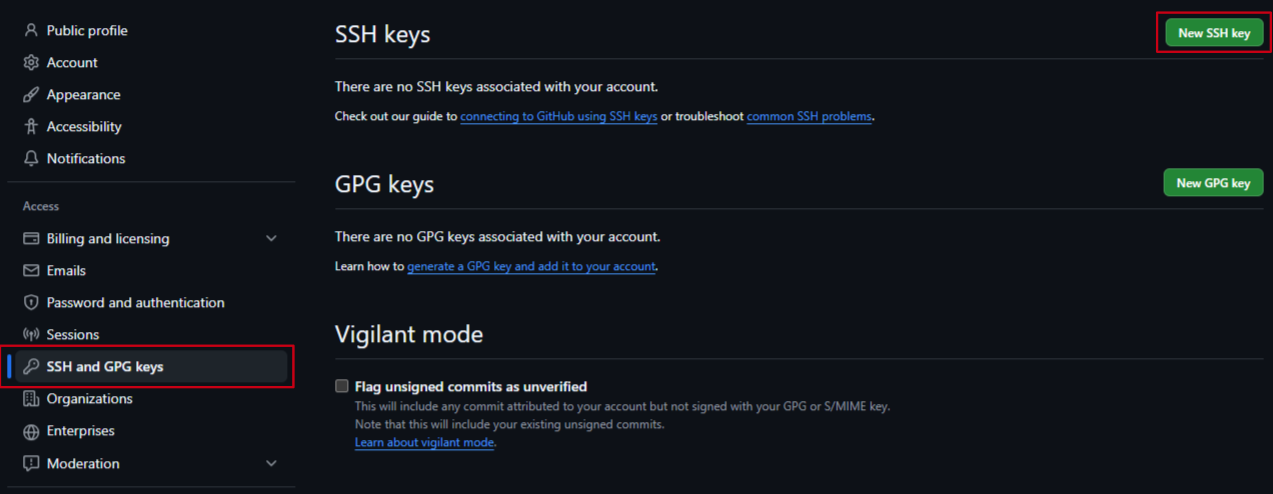 Public profile
Account
Appearance
Accessibility
Notifications
Access
Billing and licensing
Emails
Password and authentication
Sessions
SSH and GPG keys
Organizations
Enterprises
Moderation
SSH keys
New SSH key
There are no SSH keys associated with your account.
Check out our guide to connecting to GitHub using SSH keys or troubleshoot common SSH problems.
GPG keys
New GPG key
There are no GPG keys associated with your account.
Learn how to generate a GPG key and add it to your account.
Vigilant mode
Flag unsigned commits as unverified
This will include any commit attributed to your account but not signed with your GPG or S/MIME key.
Note that this will include your existing unsigned commits.
Learn about vigilant mode.